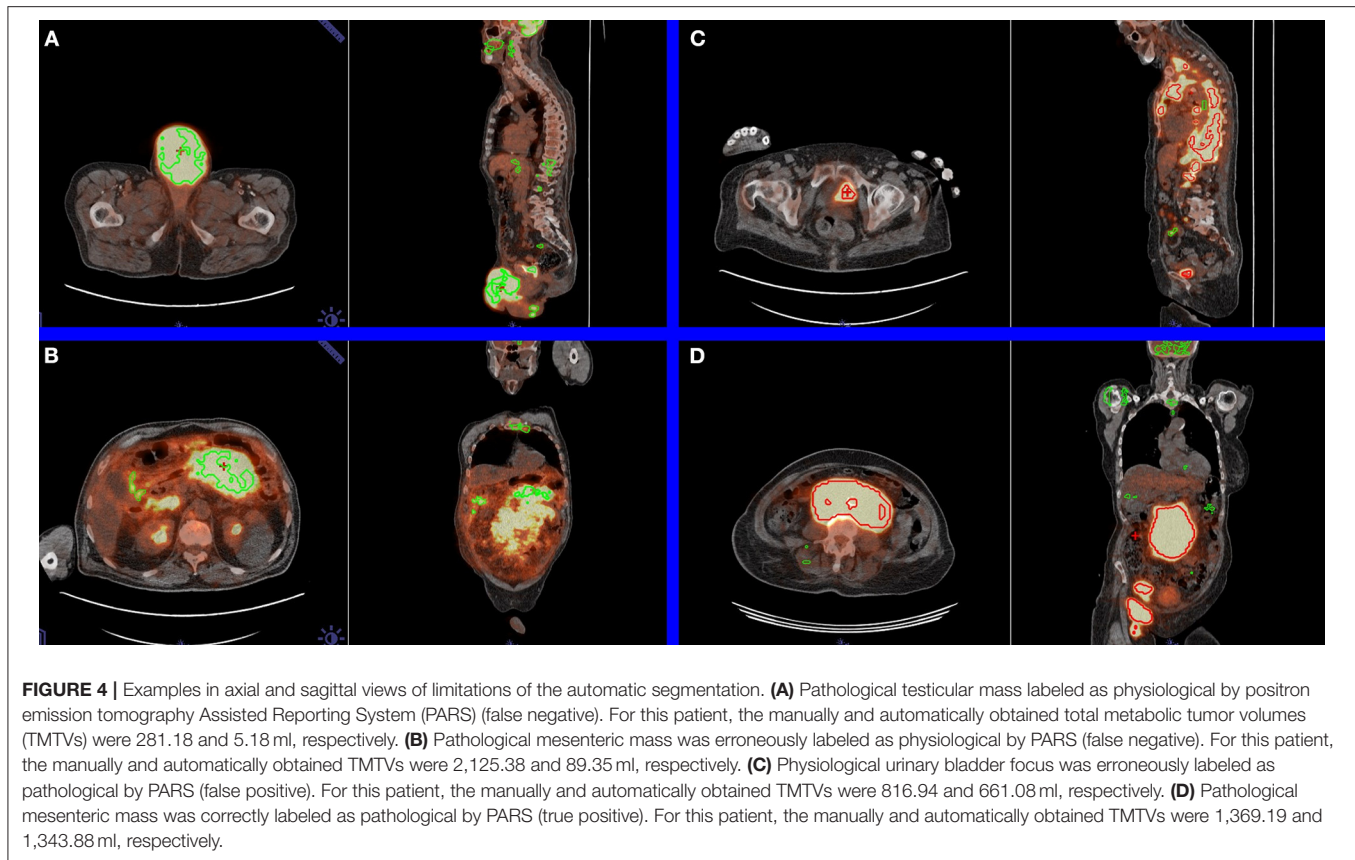 A
C
B
D
FIGURE 4 | Examples in axial and sagittal views of limitations of the automatic segmentation. (A) Pathological testicular mass labeled as physiological by positron
emission tomography Assisted Reporting System (PARS) (false negative). For this patient, the manually and automatically obtained total metabolic tumor volumes
(TMTVs) were 281.18 and 5.18 ml, respectively. (B) Pathological mesenteric mass was erroneously labeled as physiological by PARS (false negative). For this patient,
the manually and automatically obtained TMTVs were 2,125.38 and 89.35 ml, respectively. (C) Physiological urinary bladder focus was erroneously labeled as
pathological by PARS (false positive). For this patient, the manually and automatically obtained TMTVs were 816.94 and 661.08 ml, respectively. (D) Pathological
mesenteric mass was correctly labeled as pathological by PARS (true positive). For this patient, the manually and automatically obtained TMTVs were 1,369.19 and
1,343.88 ml, respectively.